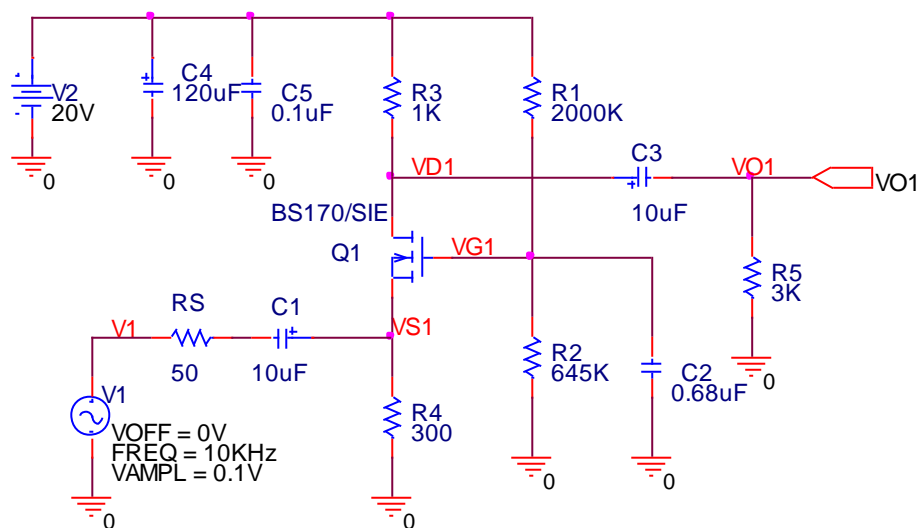 V2
20V
0
C4
120uF
0
C5
0.1uF
0
R3
1K
R1
2000K
VD1
C3
10uF
VO1
VO1
BS170/SIE
Q1
VG1
R5
3K
0
RS
50
C1
10uF
VS1
V1
V1
VOFF = 0V
FREQ = 10KHz
VAMPL = 0.1V
0
R4
300
0
R2
645K
0
C2
0.68uF
0